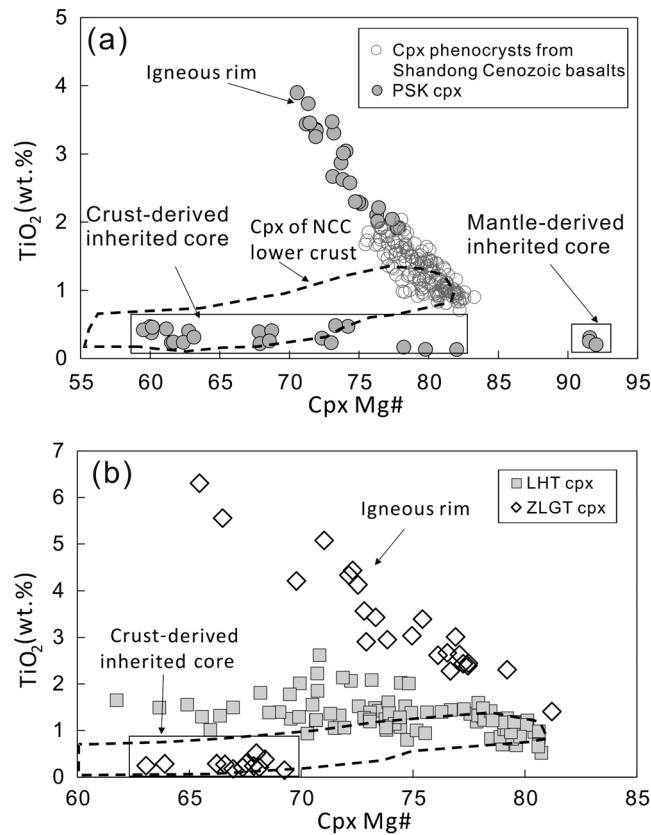 (a)
Cpx phenocrysts from
Shandong Cenozoic basalts
PSK cpx
Igneous rim
Crust-derived
inherited core
Cpx of NCC
lower crust
Mantle-derived
inherited core
TiO2(wt.%)
5
4
3
2
1
0
55 60 65 70 75 80 85 90 95
Cpx Mg#
(b)
LHT cpx
ZLGT cpx
Igneous rim
Crust-derived
inherited core
TiO2(wt.%)
7
6
5
4
3
2
1
0
60 65 70 75 80 85
Cpx Mg#